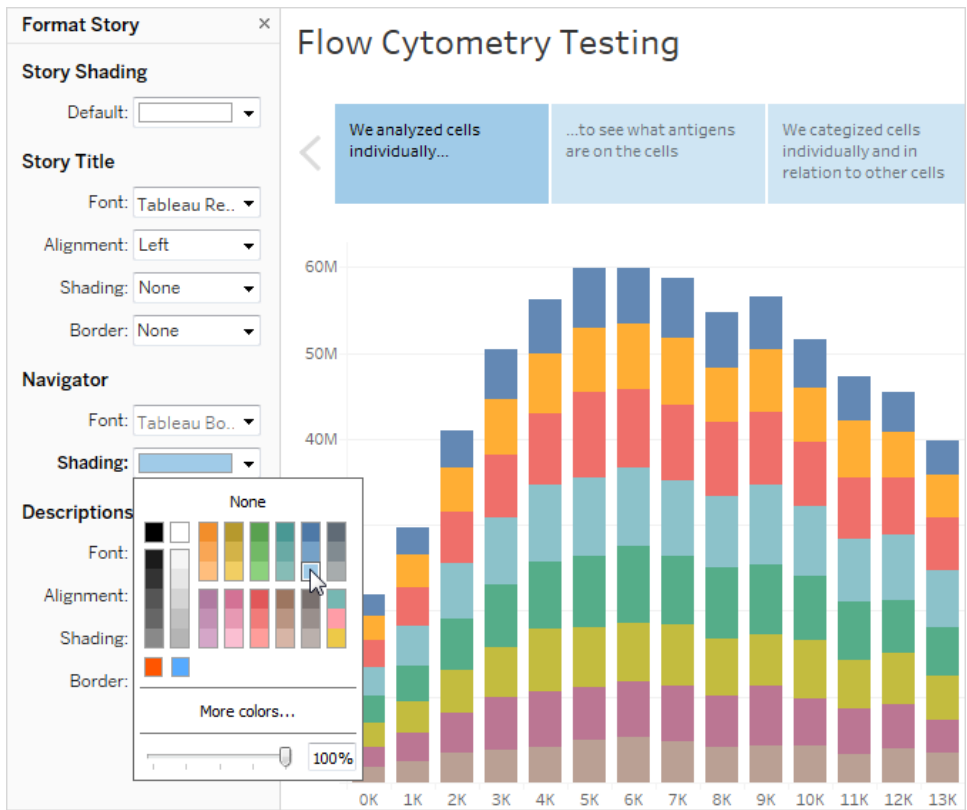 Format Story
×
Story Shading
Default:
Story Title
Font: Tableau Re..
Alignment: Left
Shading: None
Border: None
Navigator
Font: Tableau Bo..
Shading:
None
Descriptions
Font:
Alignment:
Shading:
Border:
More colors...
100%
Flow Cytometry Testing
We analyzed cells
individually...
...to see what antigens
are on the cells
We categized cells
individually and in
relation to other cells
60M
50M
40M
0K 1K 2K 3K 4K 5K 6K 7K 8K 9K 10K 11K 12K 13K